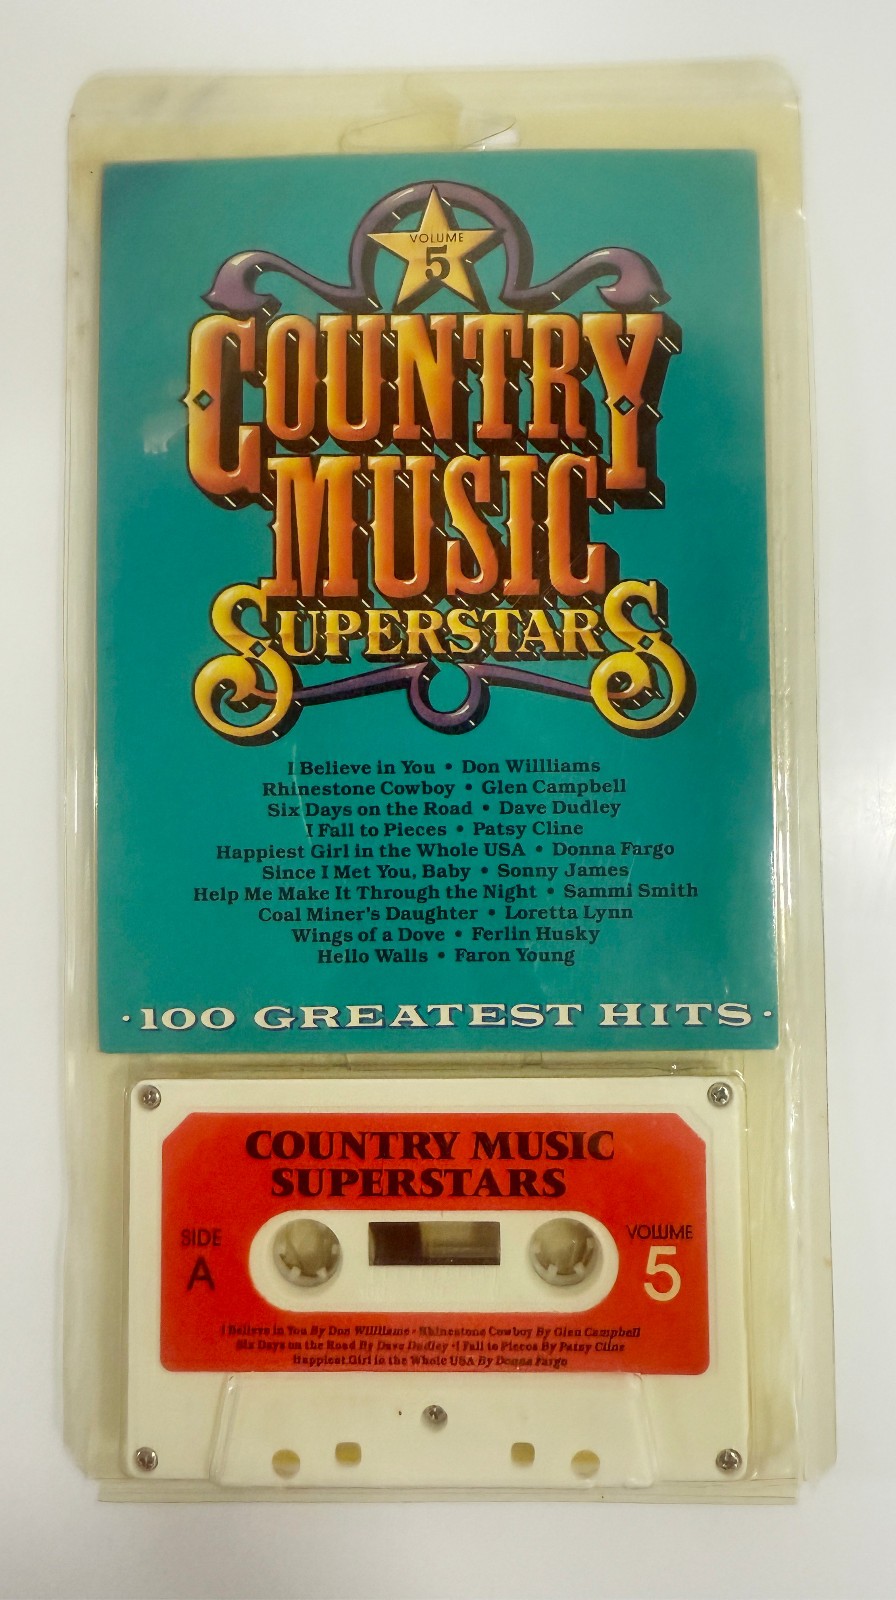 VOLUME
5
COUNTRY
MUSIC
SUPERSTARS
I Believe in You • Don Willliams
Rhinestone Cowboy • Glen Campbell
Six Days on the Road • Dave Dudley
I Fall to Pieces • Patsy Cline
Happiest Girl in the Whole USA • Donna Fargo
Since I Met You, Baby • Sonny James
Help Me Make It Through the Night • Sammi Smith
Coal Miner's Daughter • Loretta Lynn
Wings of a Dove • Ferlin Husky
Hello Walls • Faron Young
· 100 GREATEST HITS ·
COUNTRY MUSIC
SUPERSTARS
SIDE
A
VOLUME
5
I Believe in You By Don Willliams • Rhinestone Cowboy By Glen Campbell
Six Days on the Road By Dave Dudley • I Fall to Pieces By Patsy Cline
Happiest Girl in the Whole USA By Donna Fargo